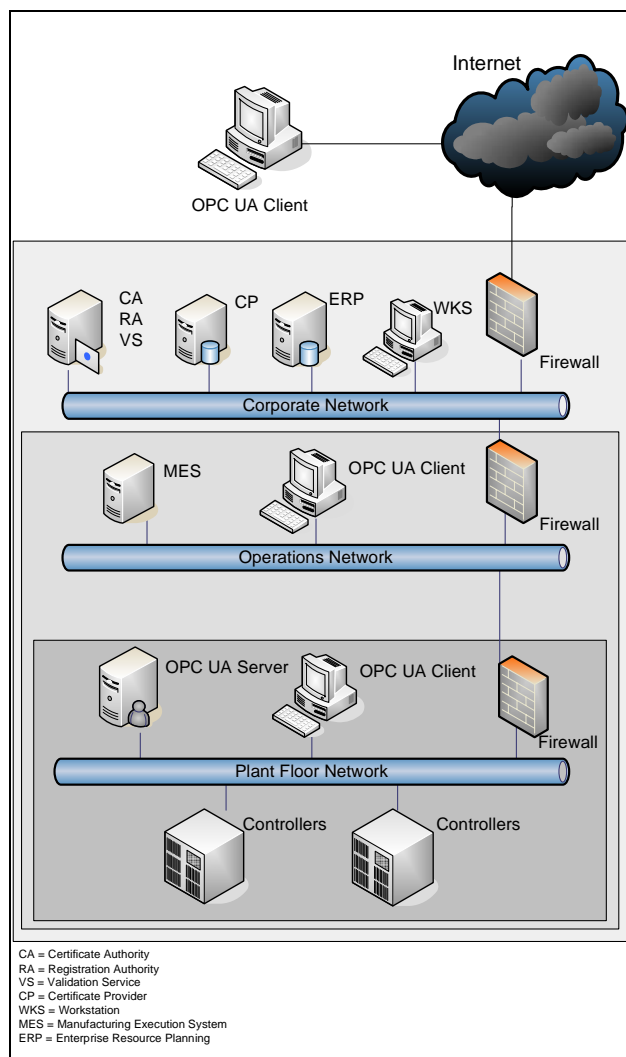 Internet
OPC UA Client
CA
RA
VS
CP
ERP
WKS
Firewall
Corporate Network
MES
OPC UA Client
Firewall
Operations Network
OPC UA Server
OPC UA Client
Firewall
Plant Floor Network
Controllers
Controllers
CA = Certificate Authority
RA = Registration Authority
VS = Validation Service
CP = Certificate Provider
WKS = Workstation
MES = Manufacturing Execution System
ERP = Enterprise Resource Planning